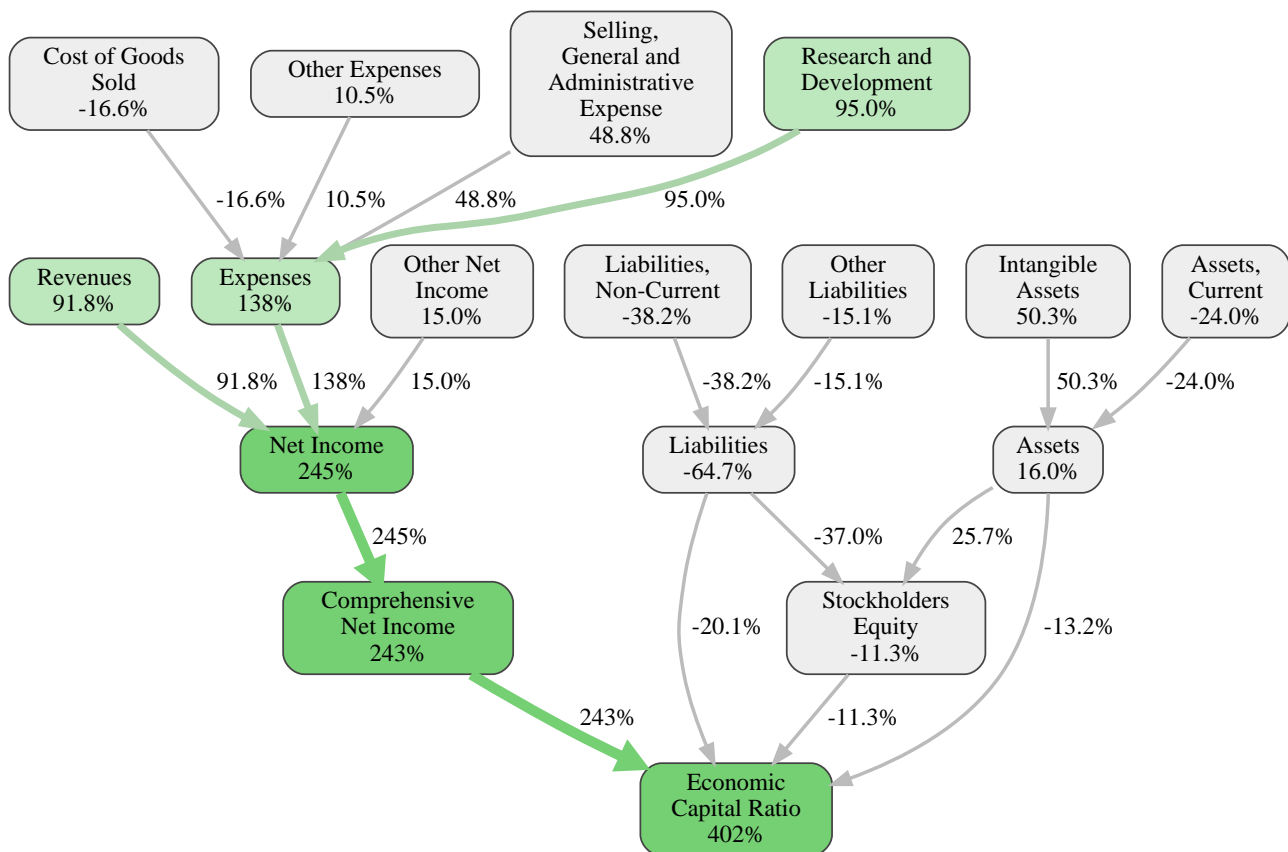 Cost of Goods
Sold
-16.6%
Other Expenses
10.5%
Selling,
General and
Administrative
Expense
48.8%
Research and
Development
95.0%
-16.6%
10.5%
48.8%
95.0%
Revenues
91.8%
Expenses
138%
Other Net
Income
15.0%
Liabilities,
Non-Current
-38.2%
Other
Liabilities
-15.1%
Intangible
Assets
50.3%
Assets,
Current
-24.0%
91.8%
138%
15.0%
-38.2%
-15.1%
50.3%
-24.0%
Net Income
245%
Liabilities
-64.7%
Assets
16.0%
245%
-37.0%
25.7%
Comprehensive
Net Income
243%
-20.1%
Stockholders
Equity
-11.3%
-13.2%
243%
-11.3%
Economic
Capital Ratio
402%